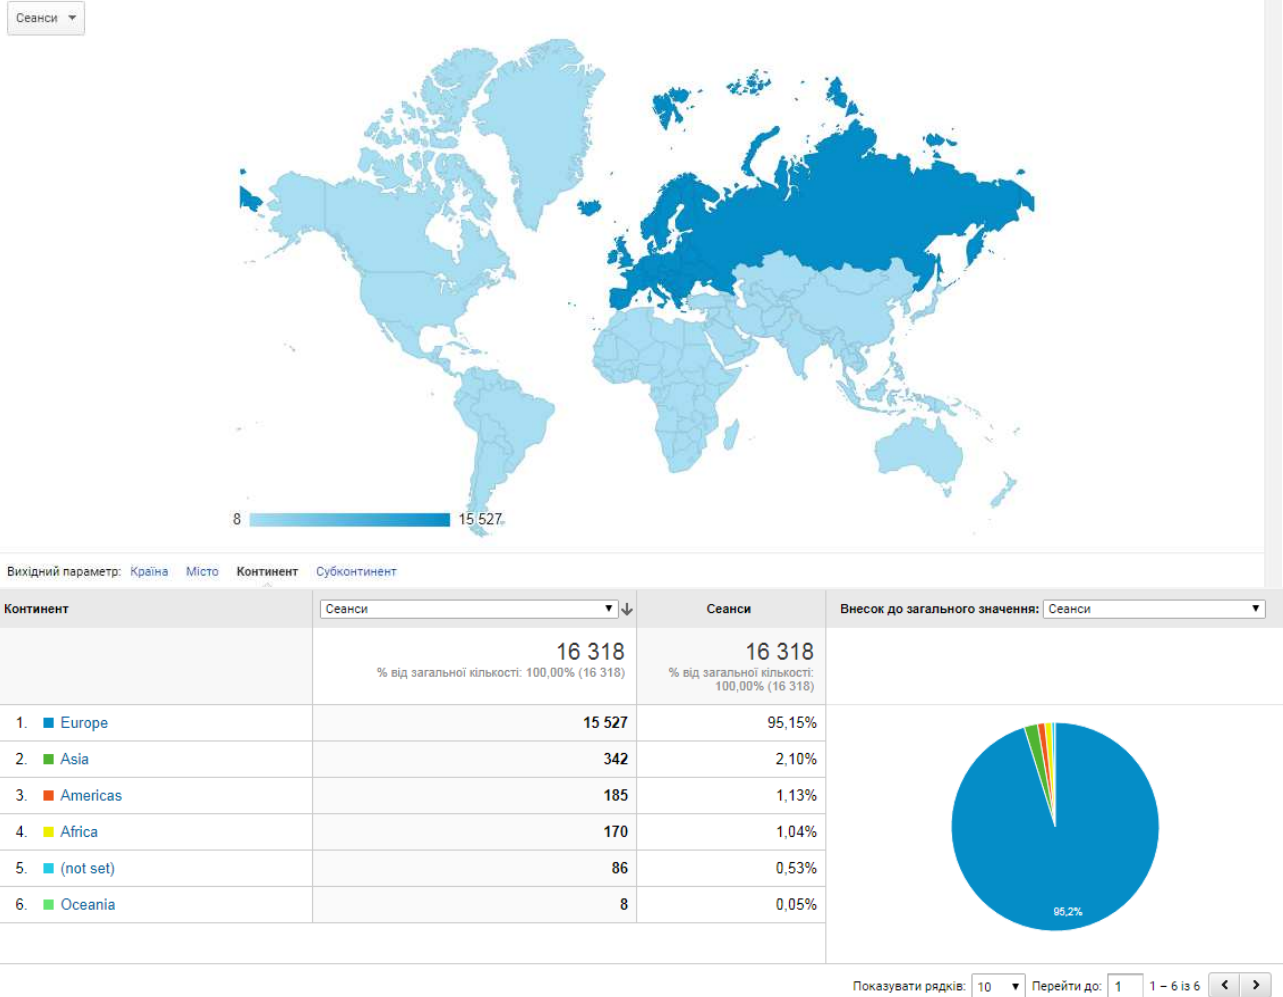 Сеанси
8 15 527
Вихідний параметр: Країна Місто Континент Субконтинент
Континент Сеанси Сеанси Внесок до загального значення: Сеанси
16 318 16 318
% від загальної кількості: 100,00% (16 318) % від загальної кількості:
100,00% (16 318)
1. Europe 15 527 95,15%
2. Asia 342 2,10%
3. Americas 185 1,13%
4. Africa 170 1,04%
5. (not set) 86 0,53%
6. Oceania 8 0,05%
95,2%
Показувати рядків: 10 Перейти до: 1 1 – 6 із 6